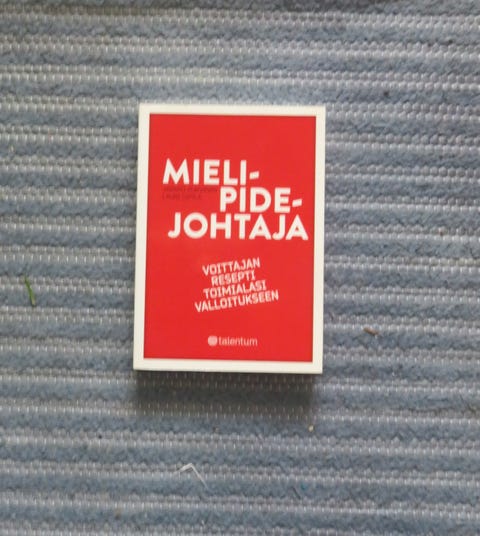 MIELI-
PIDE-
JOHTAJA
VOITTAJAN
RESEPTI
TOIMIALASI
VALLOITUKSEEN
talentum